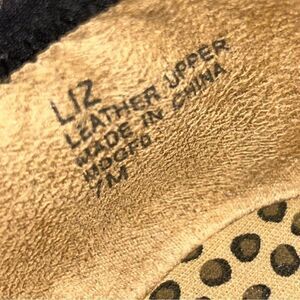 LIZ
LEATHER UPPER
MADE IN CHINA
7M